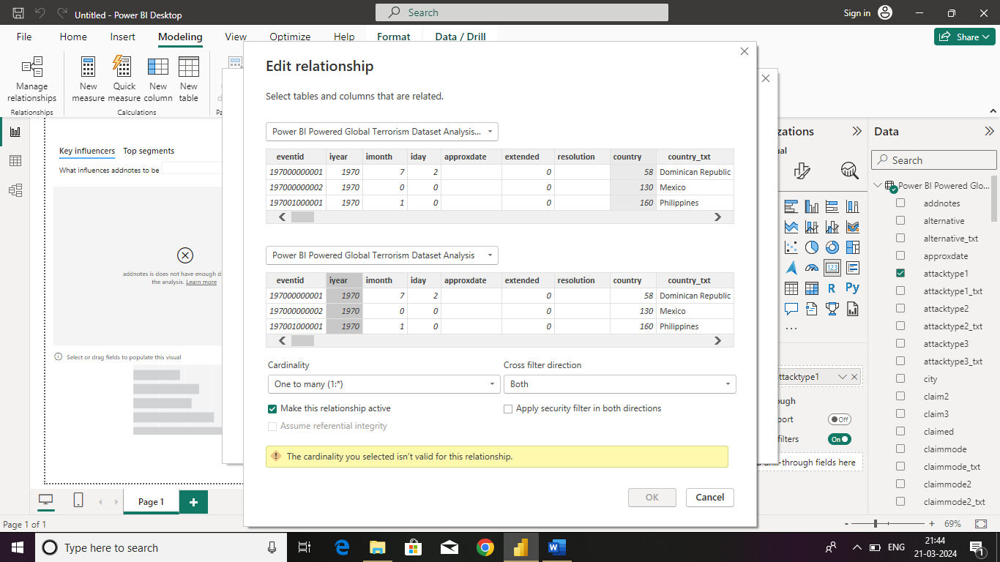 Untitled - Power BI Desktop
Search
Sign in
File Home Insert Modeling View Optimize Help Format Data / Drill
Share
Manage relationships
New measure
Quick measure
New column
New table
Relationships
Calculations
Edit relationship
Select tables and columns that are related.
Power BI Powered Global Terrorism Dataset Analysis...
eventid iyear imonth iday approxdate extended resolution country country_txt
197000000001 1970 7 2 0 58 Dominican Republic
197000000002 1970 0 0 0 130 Mexico
197001000001 1970 1 0 0 160 Philippines
Power BI Powered Global Terrorism Dataset Analysis
eventid iyear imonth iday approxdate extended resolution country country_txt
197000000001 1970 7 2 0 58 Dominican Republic
197000000002 1970 0 0 0 130 Mexico
197001000001 1970 1 0 0 160 Philippines
Cardinality
One to many (1:*)
Cross filter direction
Both
Make this relationship active
Apply security filter in both directions
Assume referential integrity
The cardinality you selected isn't valid for this relationship.
OK
Cancel
Key influencers Top segments
What influences addnotes to be
addnotes is does not have enough d
the analysis. Learn more
Select or drag fields to populate this visual
zations
ual
123
R
Py
...
ttacktype1
ough
port
Off
filters
On
ll-through fields here
Data
Search
Power BI Powered Glo...
addnotes
alternative
alternative_txt
approxdate
attacktype1
attacktype1_txt
attacktype2
attacktype2_txt
attacktype3
attacktype3_txt
city
claim2
claim3
claimed
claimmode
claimmode_txt
claimmode2
claimmode2_txt
Page 1
Page 1 of 1
- + 69%
Type here to search
ENG
21:44
21-03-2024
1